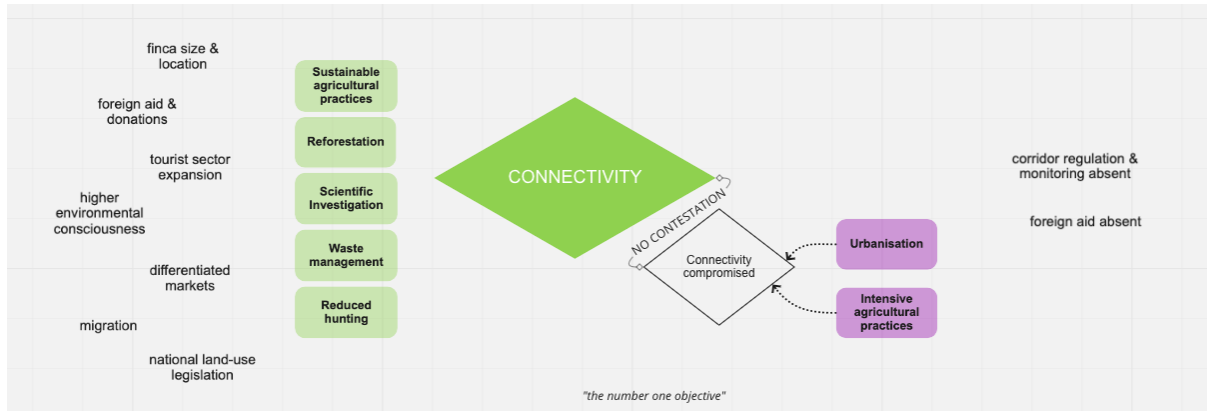 finca size &
location
foreign aid &
donations
tourist sector
expansion
higher
environmental
consciousness
differentiated
markets
migration
national land-use
legislation
Sustainable
agricultural
practices
Reforestation
Scientific
Investigation
Waste
management
Reduced
hunting
CONNECTIVITY
NO CONTESTATION
Connectivity
compromised
Urbanisation
Intensive
agricultural
practices
corridor regulation &
monitoring absent
foreign aid absent
"the number one objective"